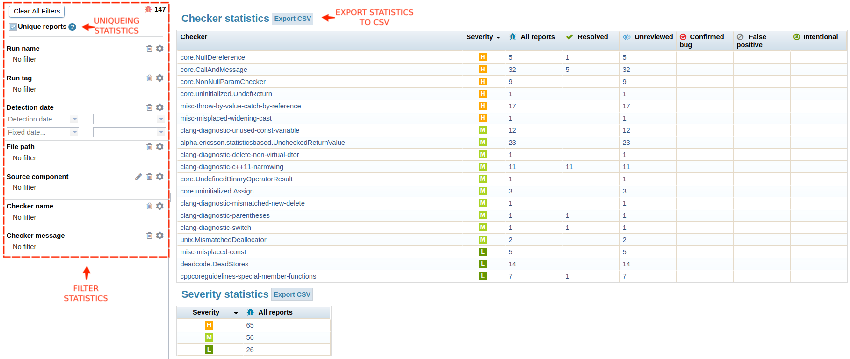 Clear All Filters
147
Unique reports ?
UNIQUEING
STATISTICS
Run name
No filter
Run tag
No filter
Detection date
Detection date
Fixed date...
File path
No filter
Source component
No filter
Checker name
No filter
Checker message
No filter
FILTER
STATISTICS
Checker statistics Export CSV
EXPORT STATISTICS
TO CSV
Checker Severity All reports Resolved Unreviewed Confirmed bug False positive Intentional
core.NullDereference H 5 1 5
core.CallAndMessage H 32 5 32
core.NonNullParamChecker H 9 9
core.uninitialized.UndefReturn H 1 1
misc-throw-by-value-catch-by-reference H 17 17
misc-misplaced-widening-cast H 1 1
clang-diagnostic-unused-const-variable M 12 12
alpha.ericsson.statisticsbased.UncheckedReturnValue M 23 23
clang-diagnostic-delete-non-virtual-dtor M 1 1
clang-diagnostic-c++11-narrowing M 11 11 11
core.UndefinedBinaryOperatorResult M 1 1
core.uninitialized.Assign M 3 3
clang-diagnostic-mismatched-new-delete M 1 1
clang-diagnostic-parentheses M 1 1 1
clang-diagnostic-switch M 1 1 1
unix.MismatchedDeallocator M 2 2
misc-misplaced-const L 5 5
deadcode.DeadStores L 14 14
cppcoreguidelines-special-member-functions L 7 1 7
Severity statistics Export CSV
Severity All reports
H 65
M 56
L 26